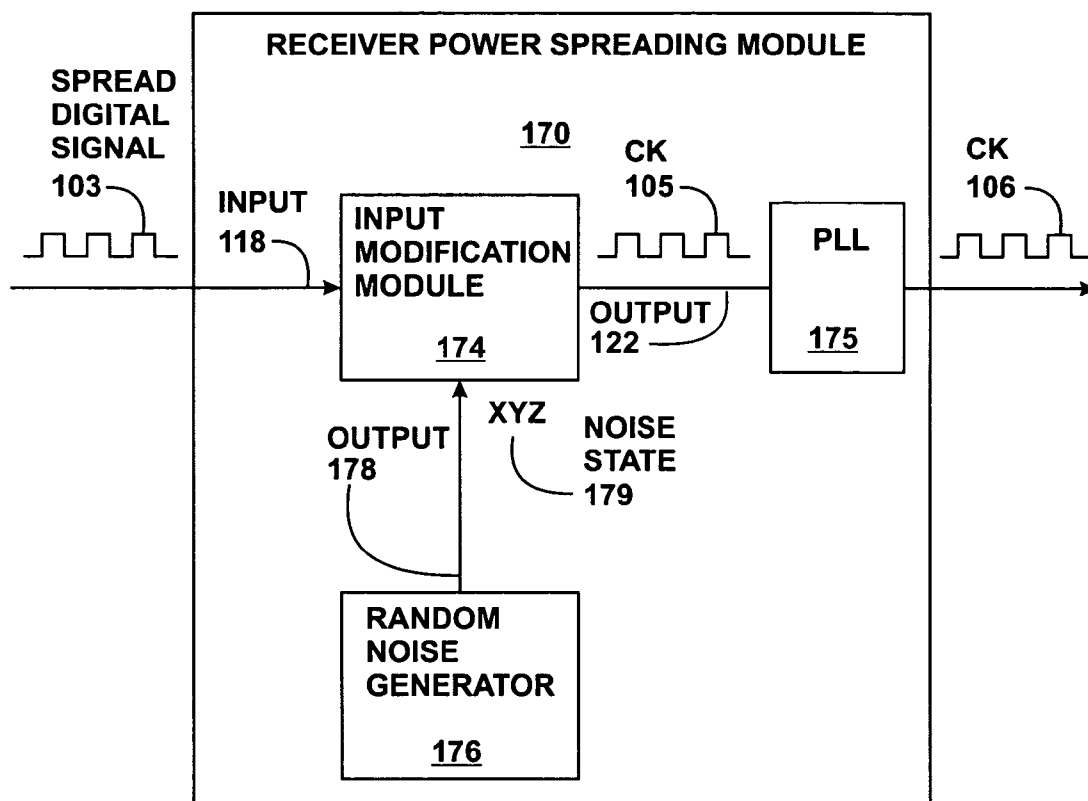 RECEIVER POWER SPREADING MODULE
170
SPREAD
DIGITAL
SIGNAL
103
INPUT
118
INPUT
MODIFICATION
MODULE
174
CK
105
OUTPUT
122
PLL
175
CK
106
OUTPUT
178
XYZ
NOISE
STATE
179
RANDOM
NOISE
GENERATOR
176